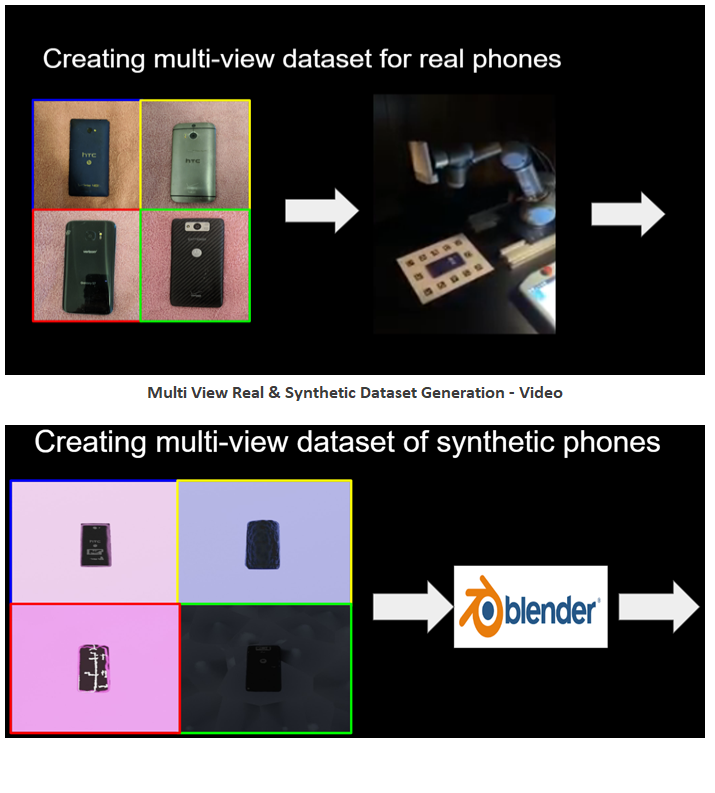 Creating multi-view dataset for real phones
hTC
hTC
verizon
Multi View Real & Synthetic Dataset Generation - Video
Creating multi-view dataset of synthetic phones
blender®